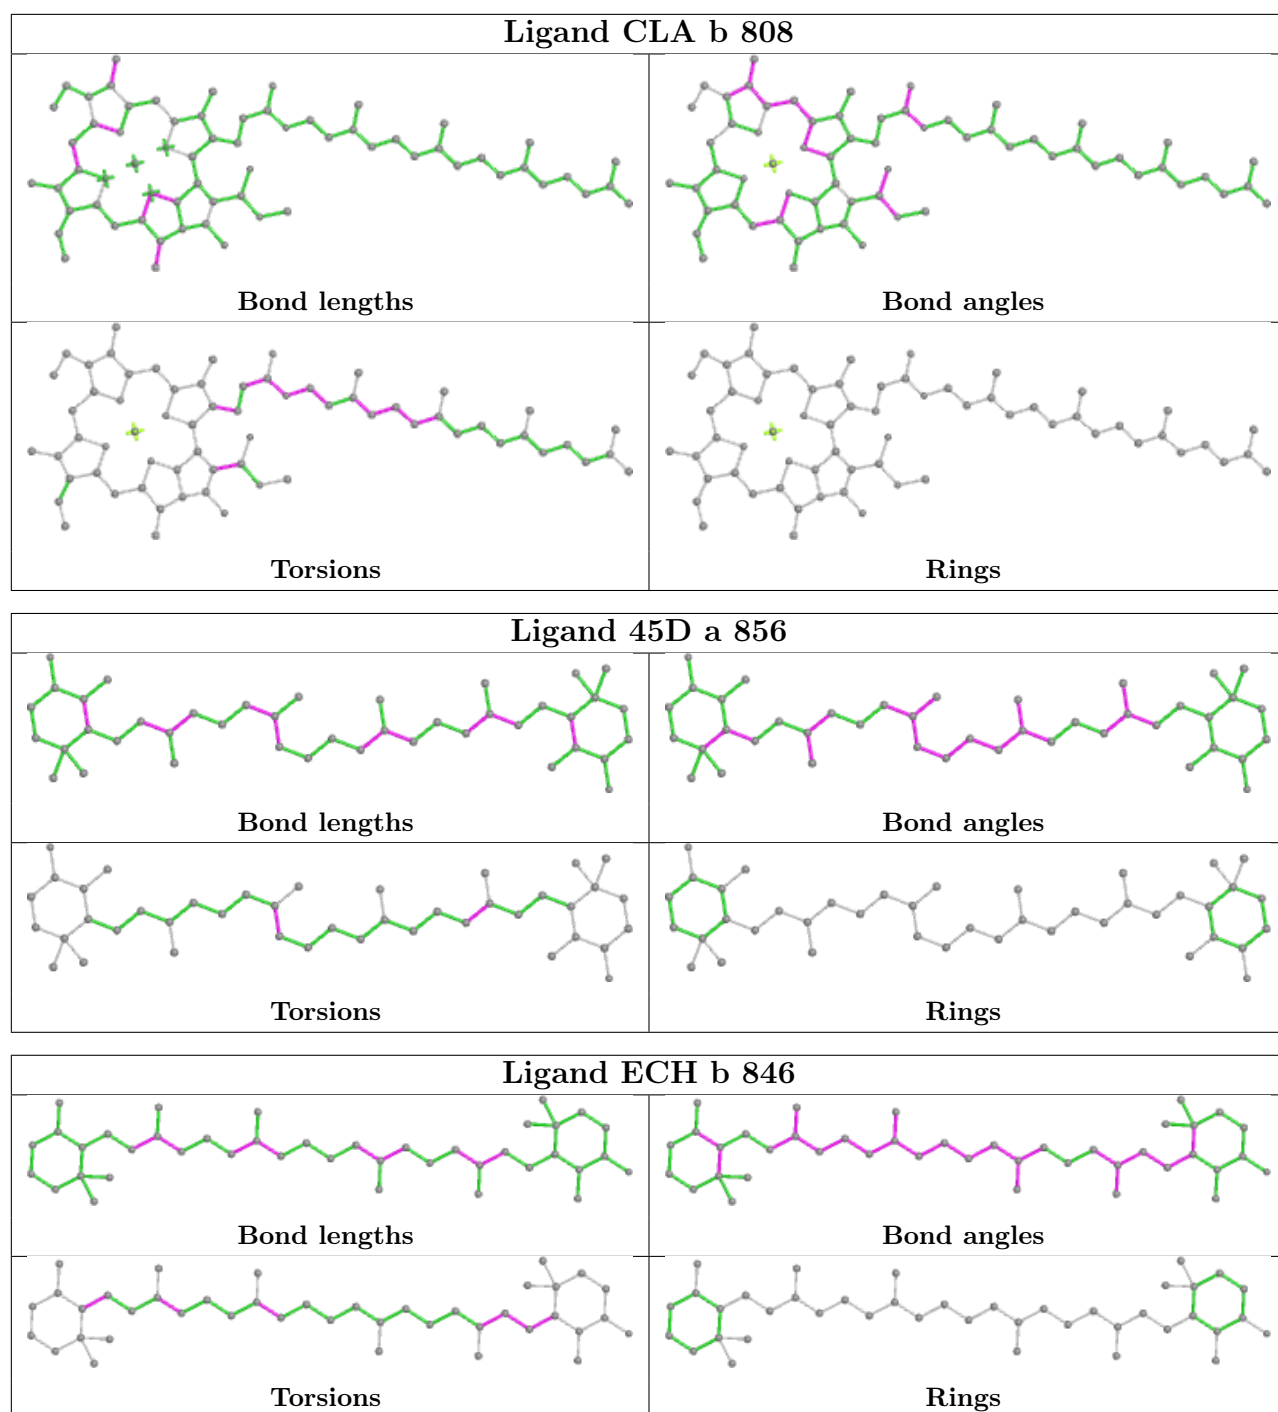 Ligand CLA b 808
Bond lengths
Bond angles
Torsions
Rings
Ligand 45D a 856
Bond lengths
Bond angles
Torsions
Rings
Ligand ECH b 846
Bond lengths
Bond angles
Torsions
Rings